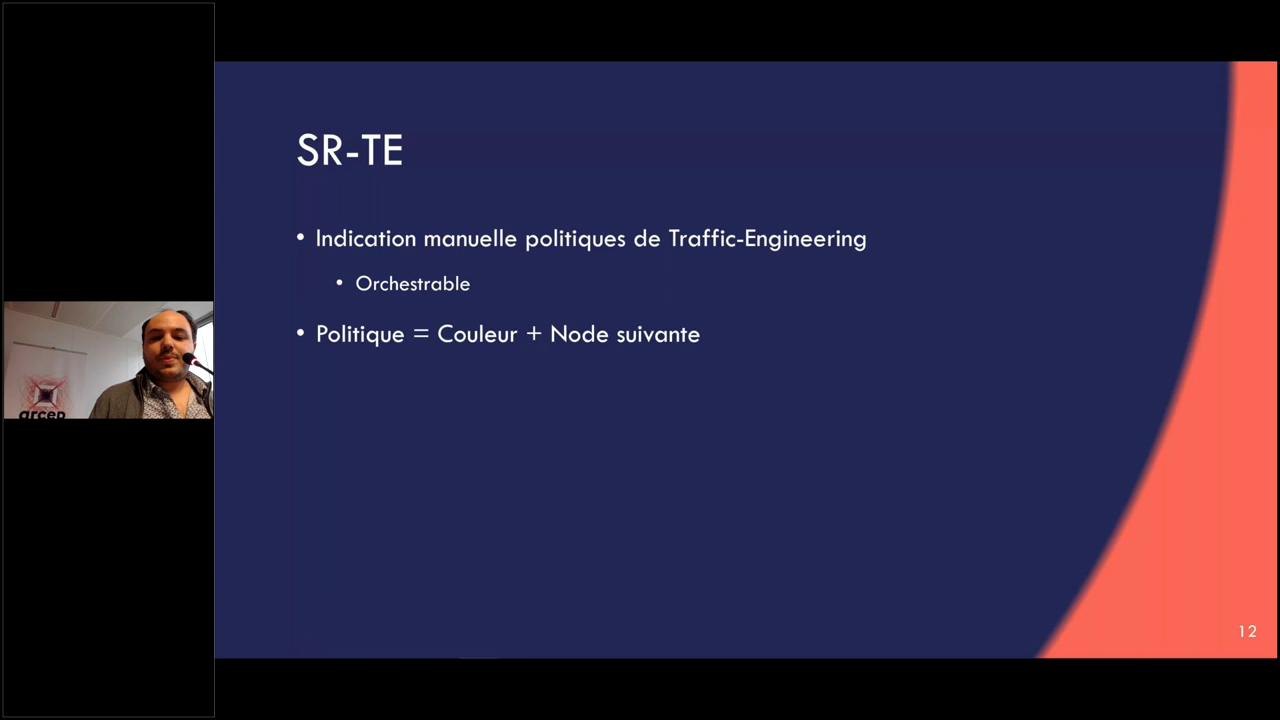 SR-TE
• Indication manuelle politiques de Traffic-Engineering
• Orchestrable
• Politique = Couleur + Node suivante
arcep
12